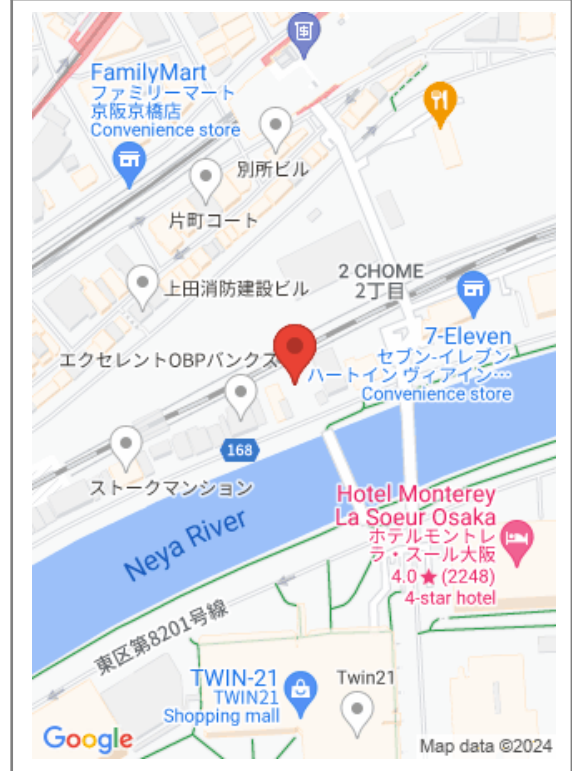 FamilyMart
ファミリーマート
京阪京橋店
Convenience store
別所ビル
片町コート
2 CHOME
2丁目
上田消防建設ビル
7-Eleven
セブン-イレブン
ハートイン ヴィアイン…
Convenience store
エクセレントOBPバンクス
168
ストークマンション
Neya River
Hotel Monterey
La Soeur Osaka
ホテルモントレ
ラ・スール大阪
4.0★(2248)
4-star hotel
東区第8201号線
TWIN-21
TWIN21
Shopping mall
Twin21
Google
Map data ©2024